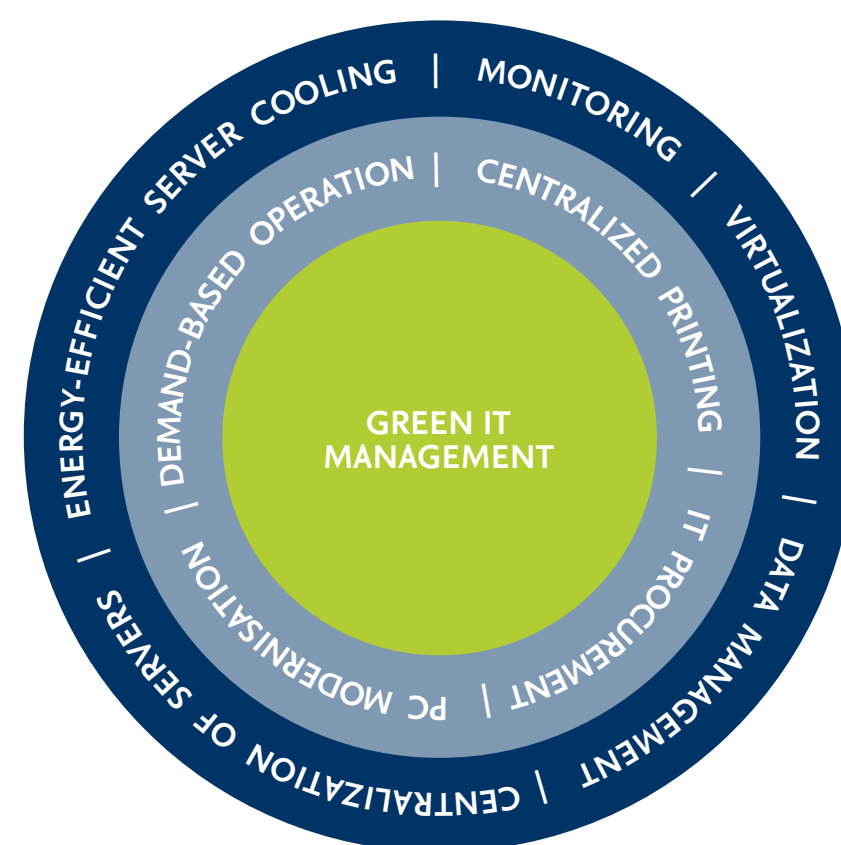 MONITORING | VIRTUALIZATION | DATA MANAGEMENT | CENTRALIZATION OF SERVERS | ENERGY-EFFICIENT SERVER COOLING |
CENTRALIZED PRINTING | IT PROCUREMENT | PC MODERNISATION | DEMAND-BASED OPERATION |
GREEN IT
MANAGEMENT